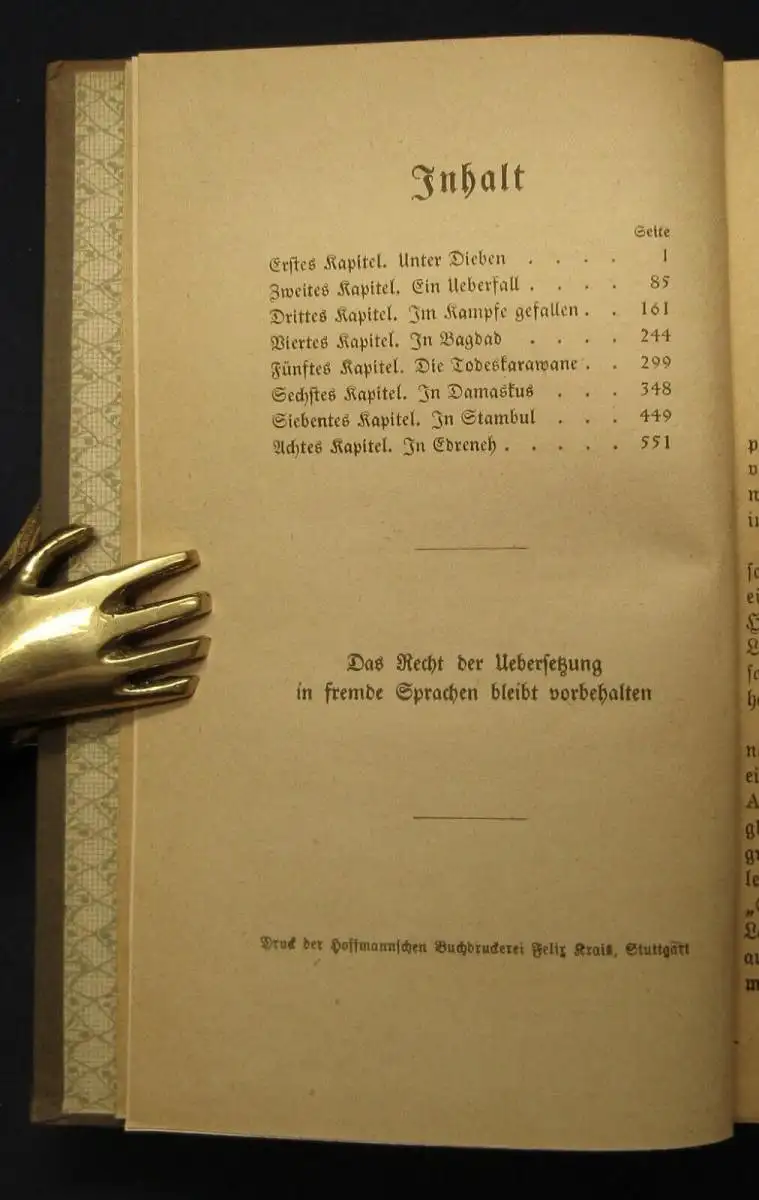 Inhalt
Seite
Erstes Kapitel. Unter Dieben . . . . 1
Zweites Kapitel. Ein Ueberfall . . . . 85
Drittes Kapitel. Im Kampfe gefallen . . 161
Viertes Kapitel. In Bagdad . . . . 244
Fünftes Kapitel. Die Todeskarawane . . 299
Sechstes Kapitel. In Damaskus . . . 348
Siebentes Kapitel. In Stambul . . . 449
Achtes Kapitel. In Edreneh . . . . . 551
Das Recht der Uebersetzung
in fremde Sprachen bleibt vorbehalten
Druck der Hoffmannschen Buchdruckerei Felix Krais, Stuttgart